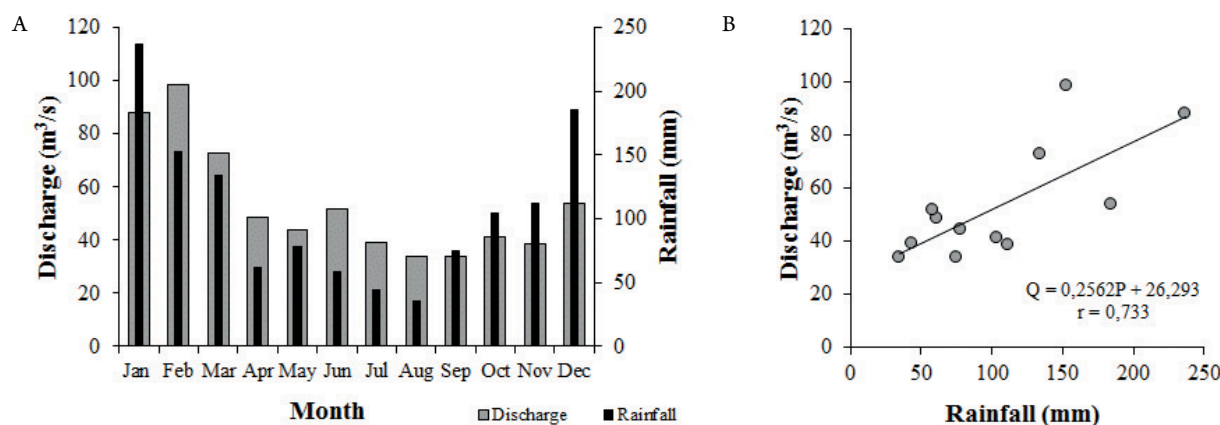 A
Discharge (m³/s)
120
100
80
60
40
20
0
Jan Feb Mar Apr May Jun Jul Aug Sep Oct Nov Dec
Month
250
200
150
100
50
0
Rainfall (mm)
Discharge Rainfall
B
Discharge (m³/s)
120
100
80
60
40
20
0
Q = 0,2562P + 26,293
r = 0,733
0 50 100 150 200 250
Rainfall (mm)